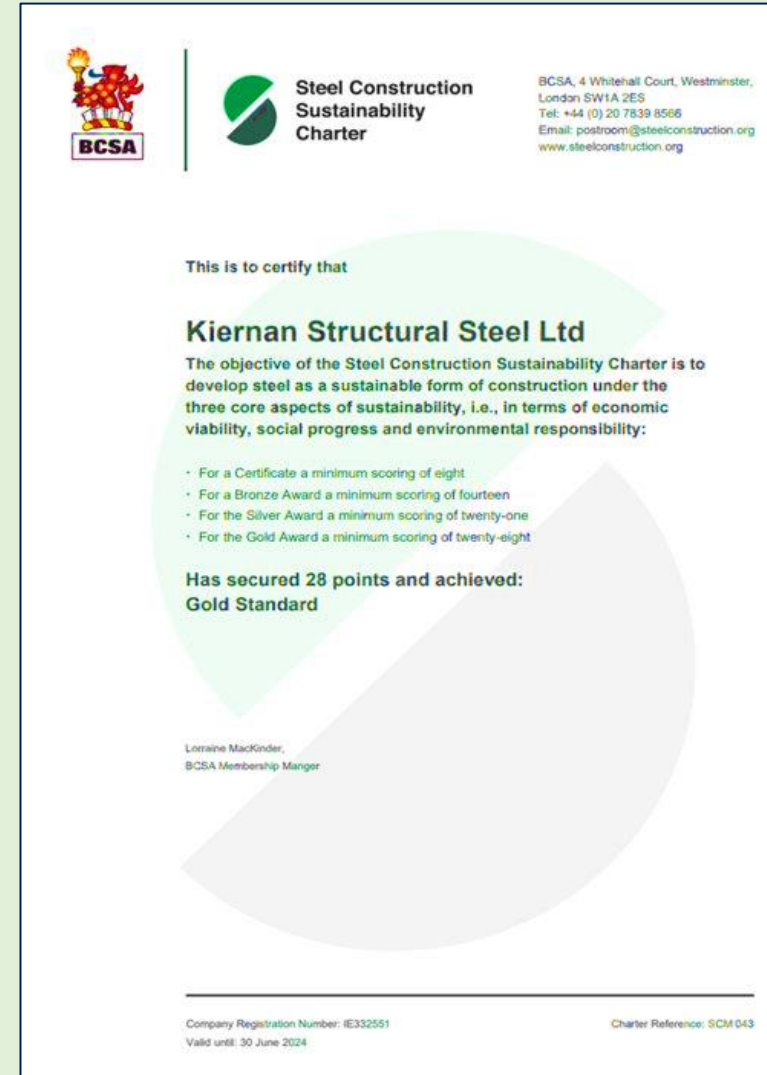 BCSA
Steel Construction
Sustainability
Charter
BCSA, 4 Whitehall Court, Westminster,
London SW1A 2ES
Tel: +44 (0) 20 7839 8566
Email: postroom@steelconstruction.org
www.steelconstruction.org
This is to certify that
Kiernan Structural Steel Ltd
The objective of the Steel Construction Sustainability Charter is to
develop steel as a sustainable form of construction under the
three core aspects of sustainability, i.e., in terms of economic
viability, social progress and environmental responsibility:
· For a Certificate a minimum scoring of eight
· For a Bronze Award a minimum scoring of fourteen
· For the Silver Award a minimum scoring of twenty-one
· For the Gold Award a minimum scoring of twenty-eight
Has secured 28 points and achieved:
Gold Standard
Lorraine MacKinder,
BCSA Membership Manger
Company Registration Number: IE332551
Charter Reference: SCM 043
Valid until: 30 June 2024